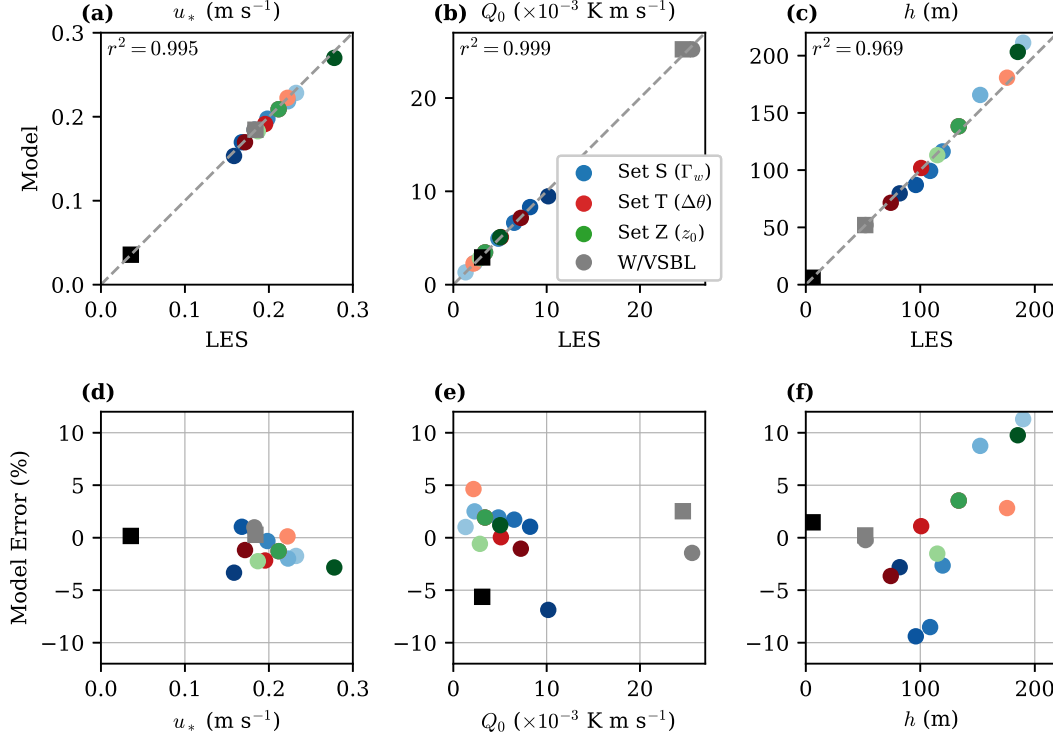 (a) u* (m s⁻¹)
r² = 0.995
0.3
0.2
0.1
0.0
Model
0.0 0.1 0.2 0.3
LES
(b) Q₀ (×10⁻³ K m s⁻¹)
r² = 0.999
20
10
0
0 10 20
LES
Set S (Γw)
Set T (Δθ)
Set Z (z₀)
W/VSBL
(c) h (m)
r² = 0.969
200
150
100
50
0
0 100 200
LES
(d)
10
5
0
−5
−10
Model Error (%)
0.0 0.1 0.2 0.3
u* (m s⁻¹)
(e)
10
5
0
−5
−10
0 10 20
Q₀ (×10⁻³ K m s⁻¹)
(f)
10
5
0
−5
−10
0 100 200
h (m)